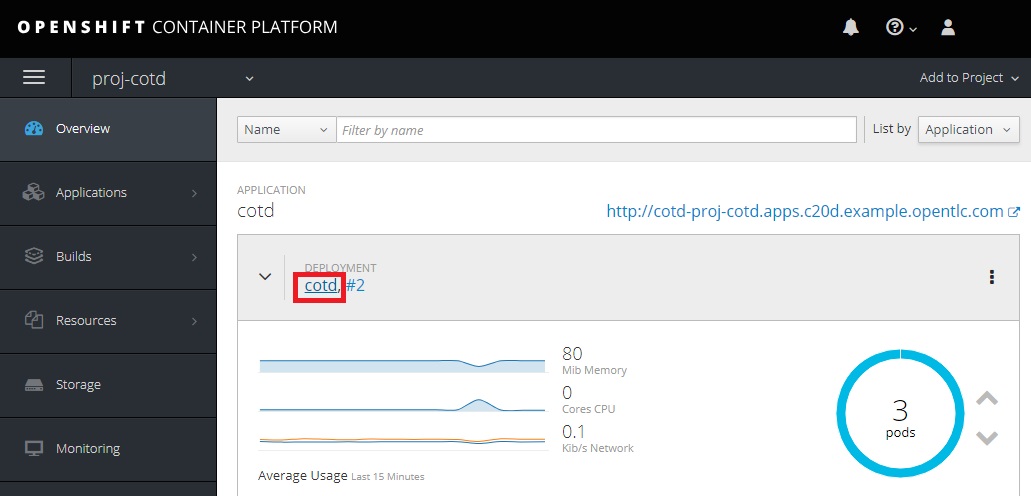 OPENSHIFT CONTAINER PLATFORM
proj-cotd
Add to Project
Overview
Applications
Builds
Resources
Storage
Monitoring
Name
Filter by name
List by
Application
APPLICATION
cotd
http://cotd-proj-cotd.apps.c20d.example.opentlc.com
DEPLOYMENT
cotd, #2
80
Mib Memory
0
Cores CPU
0.1
Kib/s Network
Average Usage Last 15 Minutes
3
pods